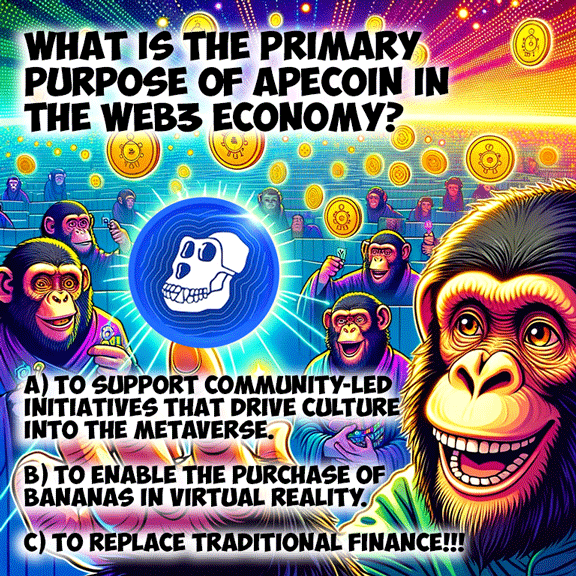 WHAT IS THE PRIMARY
PURPOSE OF APECOIN IN
THE WEB3 ECONOMY?
A) TO SUPPORT COMMUNITY-LED
INITIATIVES THAT DRIVE CULTURE
INTO THE METAVERSE.
B) TO ENABLE THE PURCHASE OF
BANANAS IN VIRTUAL REALITY.
C) TO REPLACE TRADITIONAL FINANCE!!!